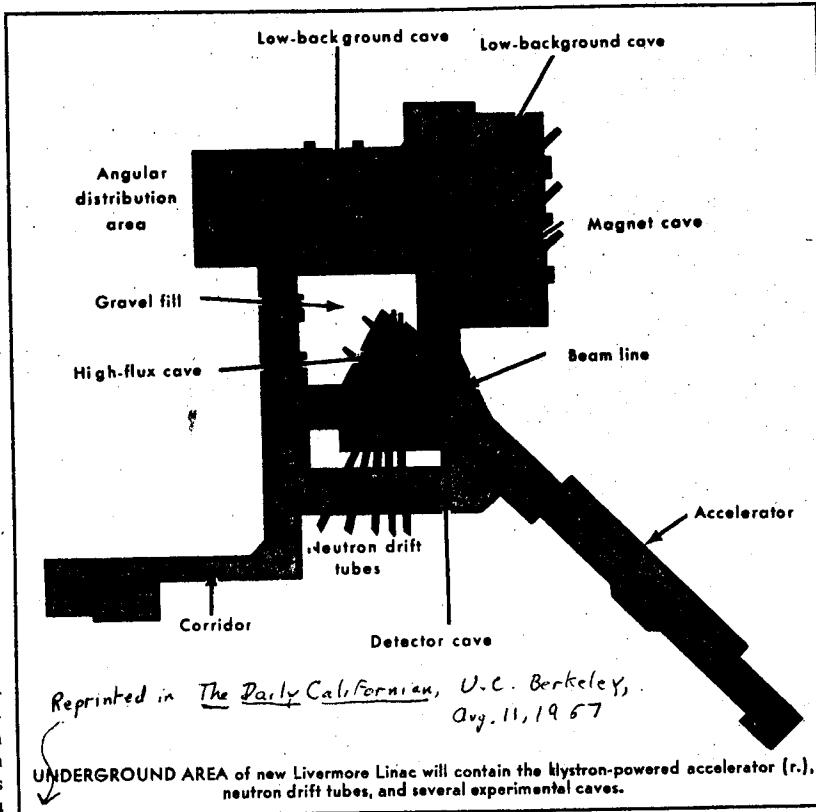 Low-background cave
Low-background cave
Angular
distribution
area
Magnet cave
Gravel fill
High-flux cave
Beam line
Accelerator
Neutron drift
tubes
Corridor
Detector cave
Reprinted in The Daily Californian, U.C. Berkeley,
Aug. 11, 1967
UNDERGROUND AREA of new Livermore Linac will contain the klystron-powered accelerator (r.),
neutron drift tubes, and several experimental caves.